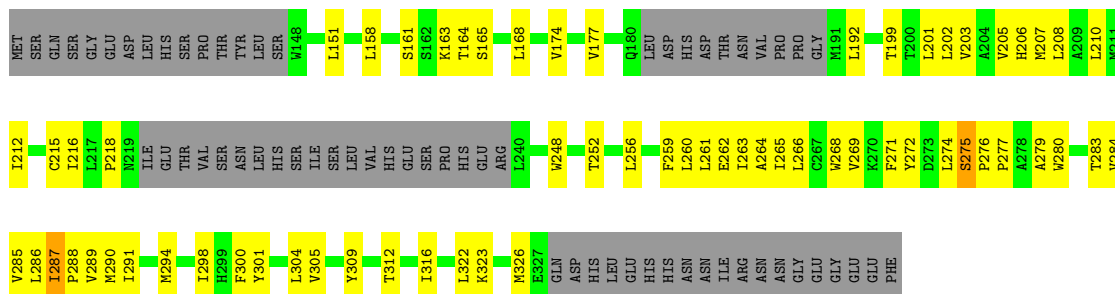 MET SER GLN SER GLY GLU ASP LEU HIS SER PRO THR TYR LEU SER W148 L151 L158 S161 S162 K163 T164 S165 L168 V174 V177 Q180 LEU ASP HIS ASP THR ASN VAL PRO PRO GLY M191 L192 T199 T200 L201 L202 V203 A204 V205 H206 M207 L208 A209 L210 M211
I212 C215 I216 L217 P218 N219 ILE GLY THR VAL SER ASN LEU HIS SER ILE SER LEU VAL HIS GLU SER PRO HIS GLU ARG L240 W248 T252 L256 F259 L260 L261 E262 I263 A264 I265 L266 C267 W268 V269 K270 F271 Y272 D273 L274 S275 P276 P277 A278 A279 W280 T283 V284
V285 L286 I287 P288 V289 M290 I291 M294 I298 H299 F300 Y301 L304 V305 Y309 T312 I316 L322 K323 M326 E327 GLN ASP HIS LEU GLU HIS HIS ASN ASN ILE ARG ASN ASN GLY GLU GLY GLU GLU PHE